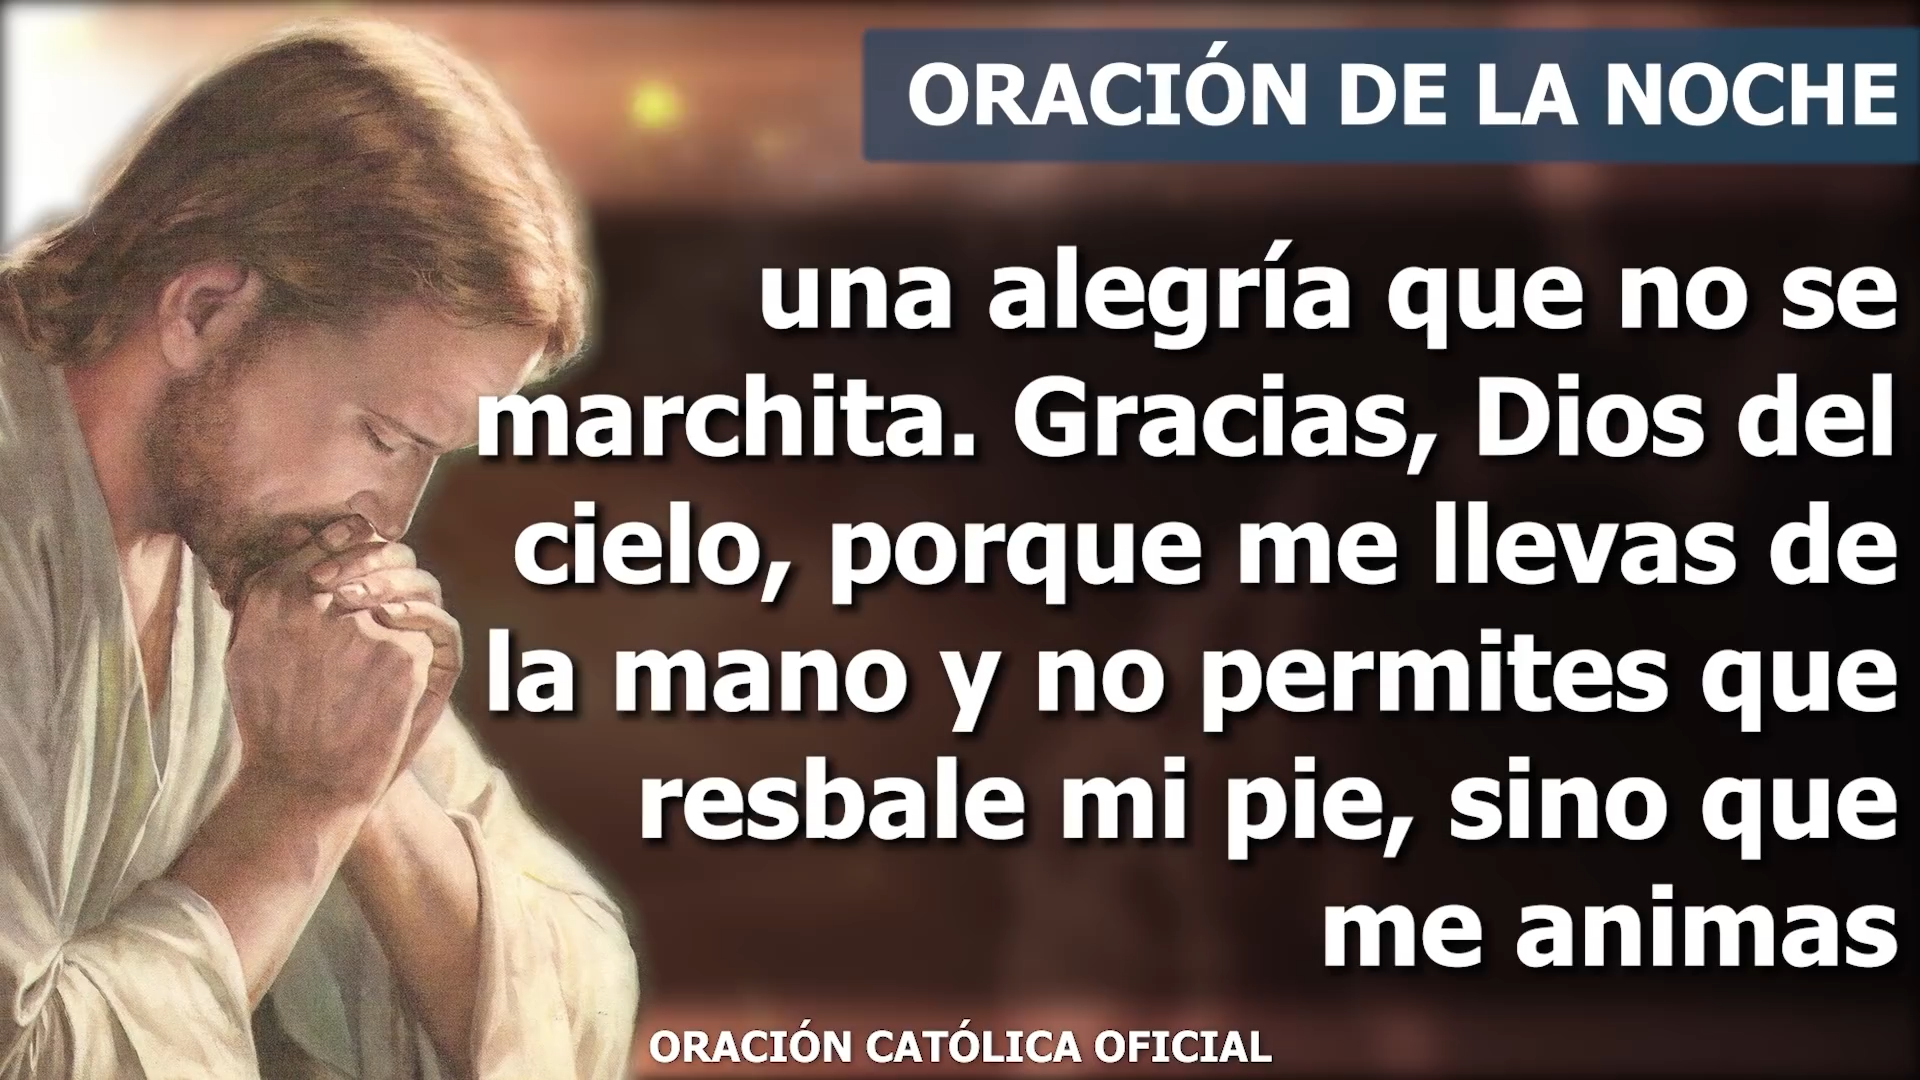 ORACIÓN DE LA NOCHE
una alegría que no se
marchita. Gracias, Dios del
cielo, porque me llevas de
la mano y no permites que
resbale mi pie, sino que
me animas
ORACIÓN CATÓLICA OFICIAL